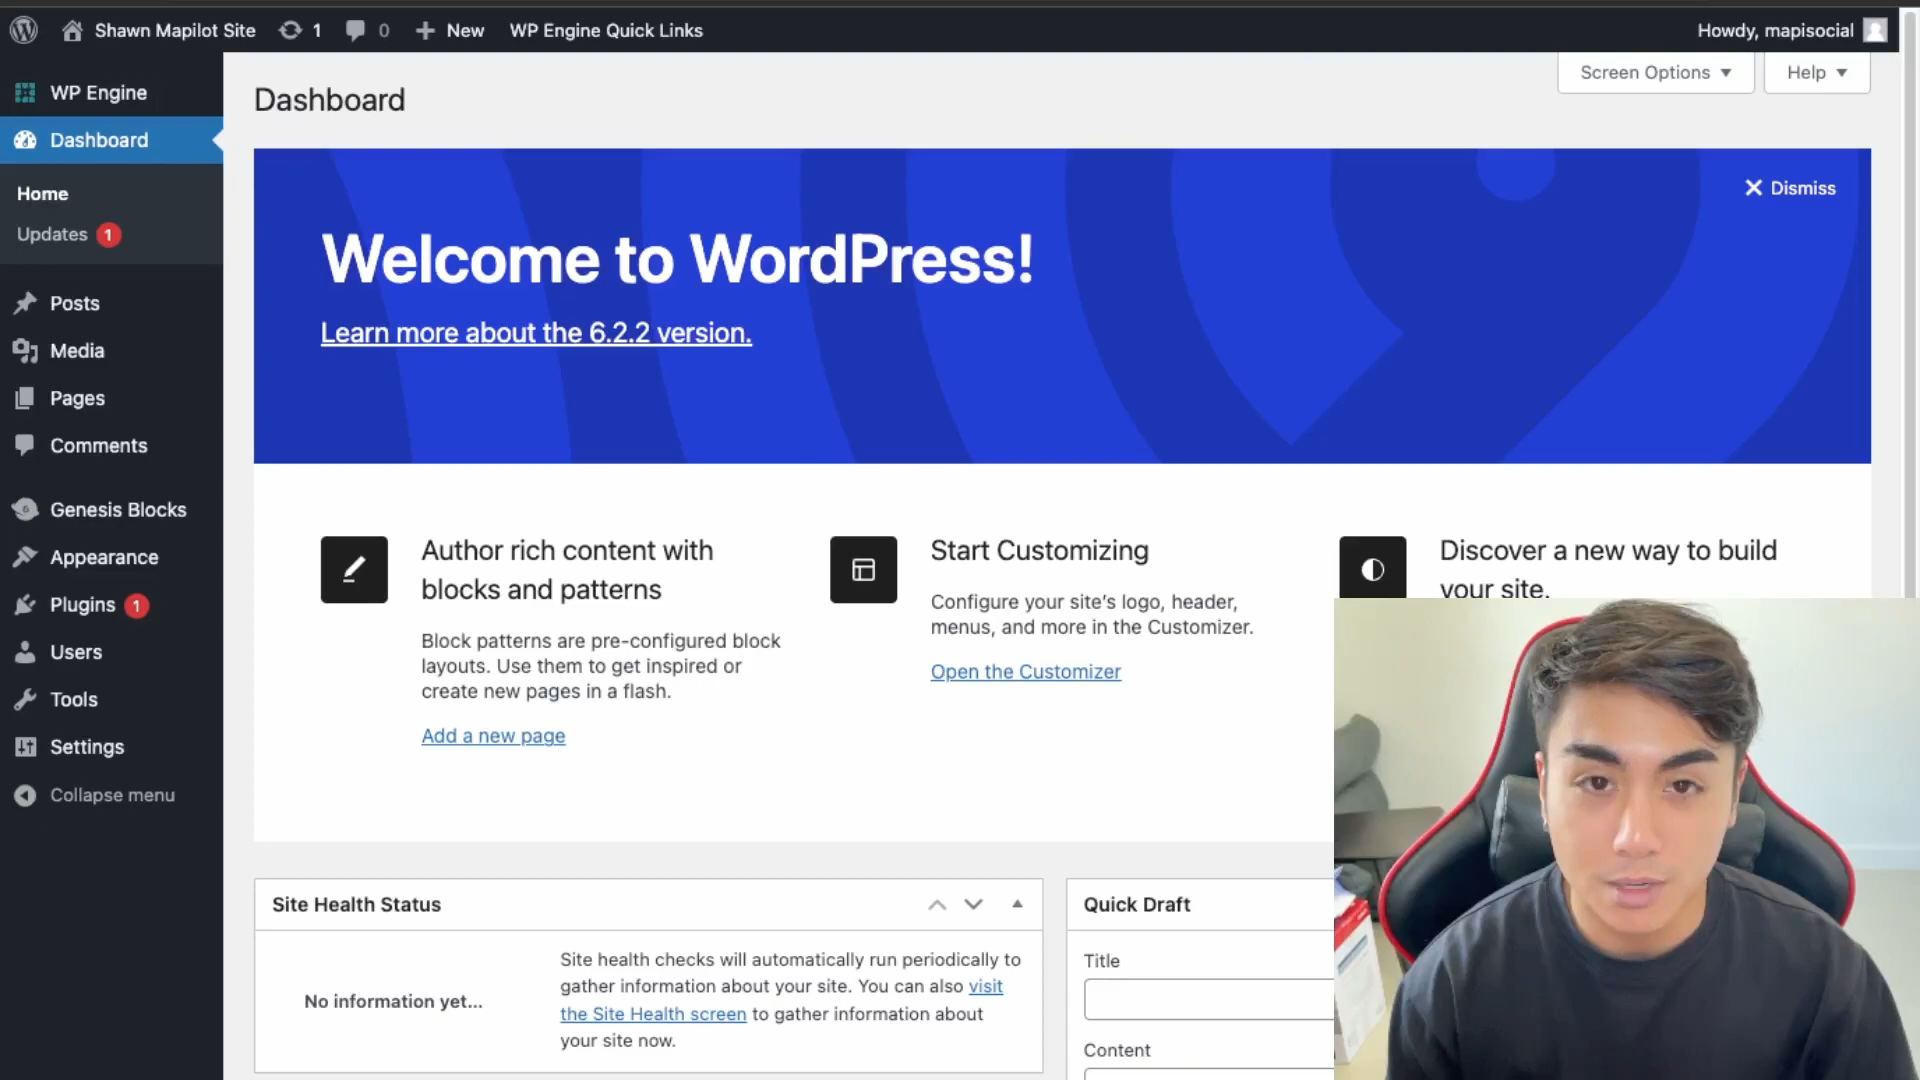 Shawn Mapilot Site
1
0
New
WP Engine Quick Links
Howdy, mapisocial
WP Engine
Dashboard
Home
Updates 1
Posts
Media
Pages
Comments
Genesis Blocks
Appearance
Plugins 1
Users
Tools
Settings
Collapse menu
Screen Options
Help
Dashboard
Dismiss
Welcome to WordPress!
Learn more about the 6.2.2 version.
Author rich content with
blocks and patterns
Block patterns are pre-configured block
layouts. Use them to get inspired or
create new pages in a flash.
Add a new page
Start Customizing
Configure your site’s logo, header,
menus, and more in the Customizer.
Open the Customizer
Discover a new way to build
your site.
Site Health Status
No information yet...
Site health checks will automatically run periodically to
gather information about your site. You can also visit
the Site Health screen to gather information about
your site now.
Quick Draft
Title
Content